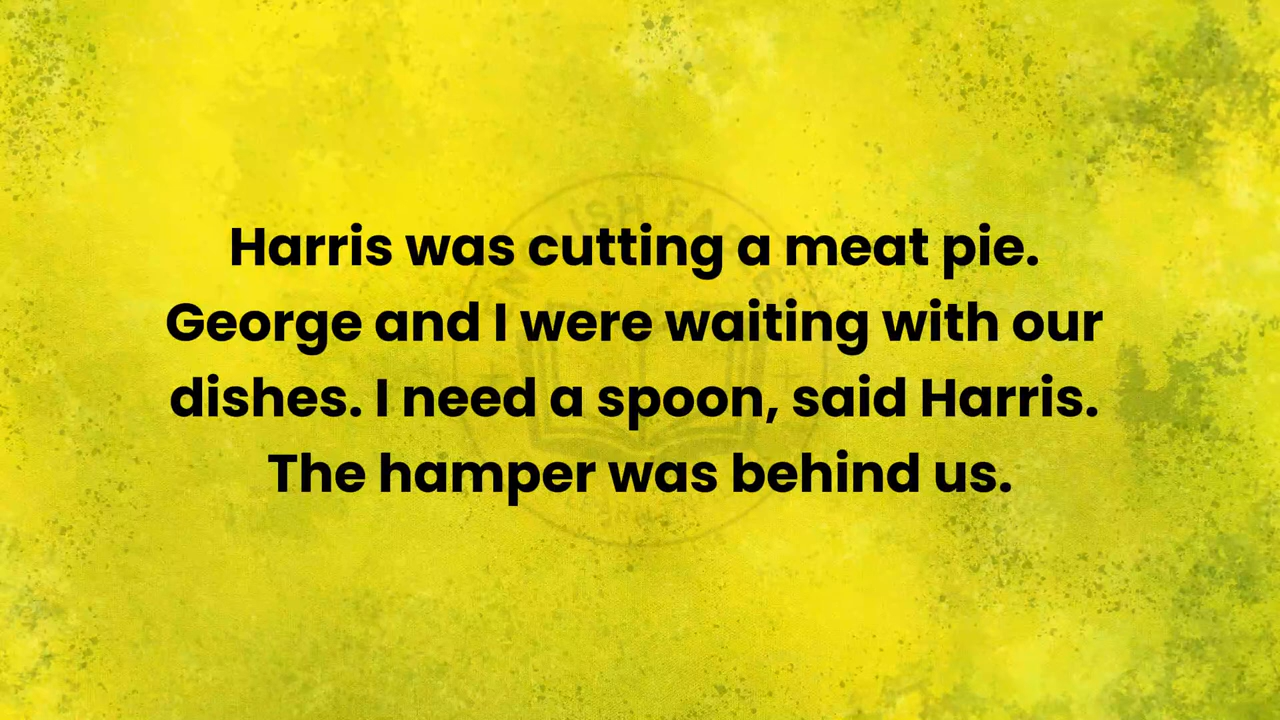 Harris was cutting a meat pie.
George and I were waiting with our
dishes. I need a spoon, said Harris.
The hamper was behind us.